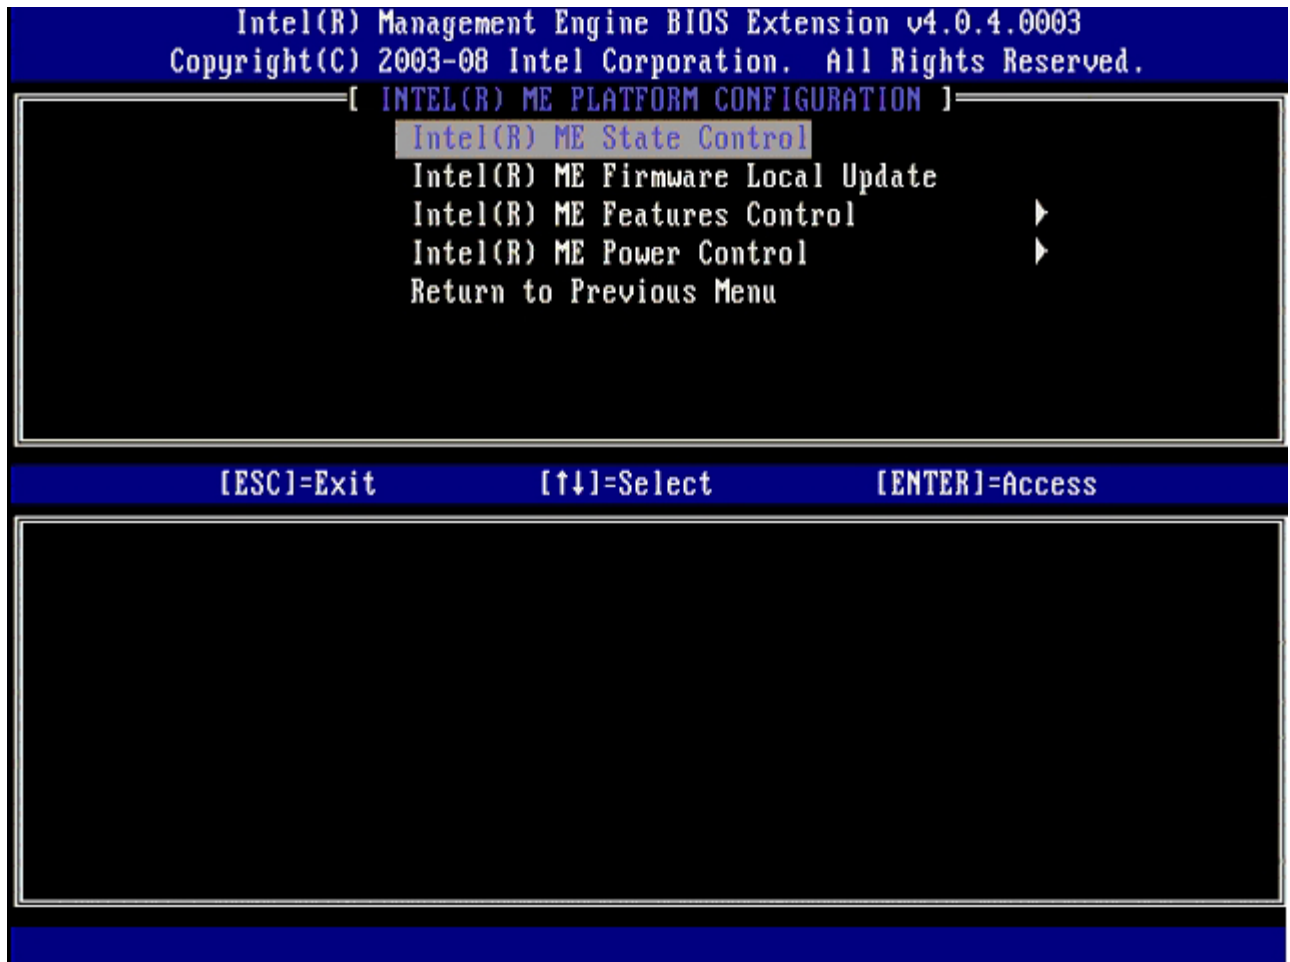 Intel(R) Management Engine BIOS Extension v4.0.4.0003
Copyright(C) 2003-08 Intel Corporation. All Rights Reserved.
[ INTEL(R) ME PLATFORM CONFIGURATION ]
Intel(R) ME State Control
Intel(R) ME Firmware Local Update
Intel(R) ME Features Control ►
Intel(R) ME Power Control ►
Return to Previous Menu
[ESC]=Exit [↑↓]=Select [ENTER]=Access